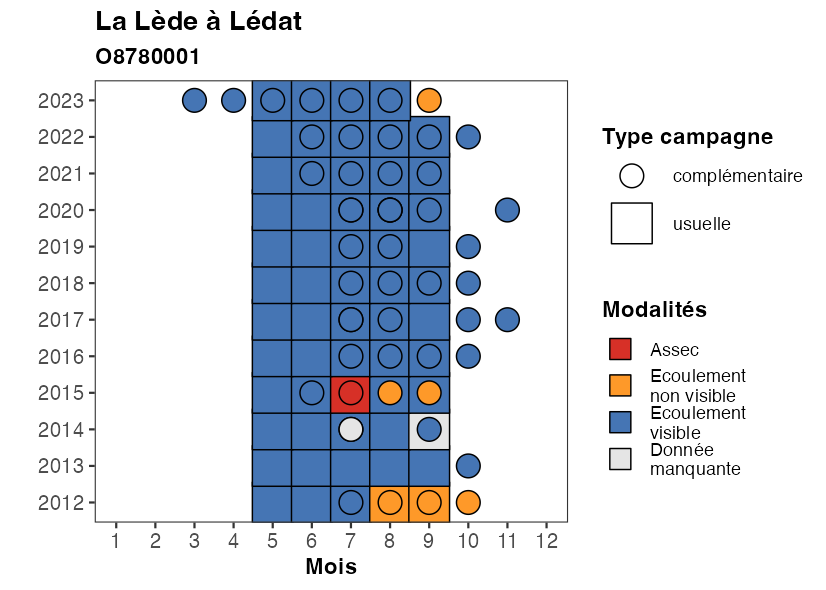 La Lède à Lédat
O8780001
2023
2022
2021
2020
2019
2018
2017
2016
2015
2014
2013
2012
1 2 3 4 5 6 7 8 9 10 11 12
Mois
Type campagne
complémentaire
usuelle
Modalités
Assec
Ecoulement
non visible
Ecoulement
visible
Donnée
manquante